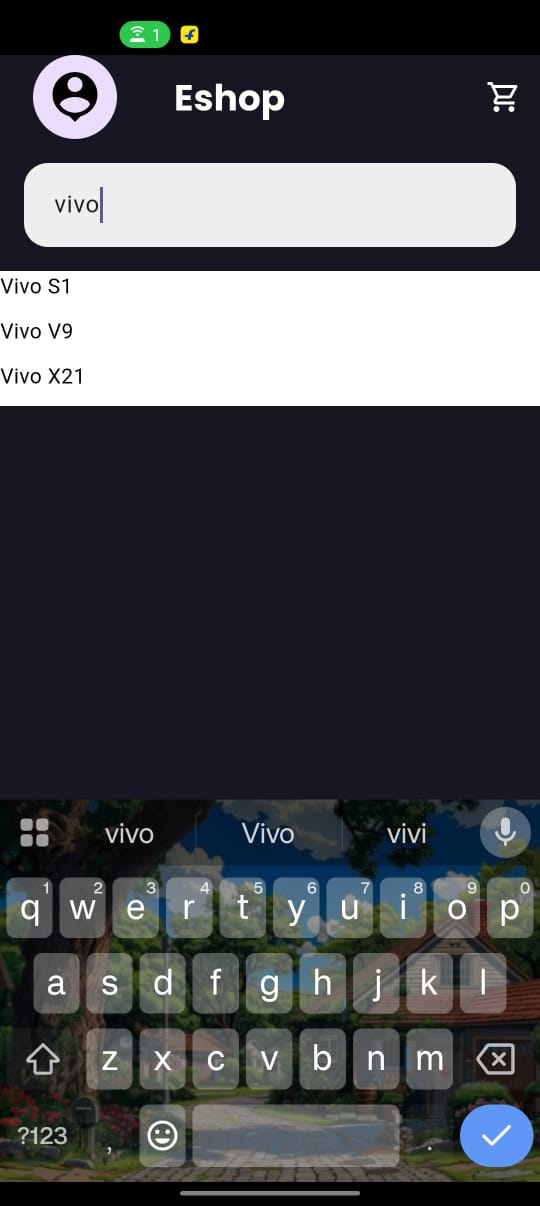 1
Eshop
vivo
Vivo S1
Vivo V9
Vivo X21
vivo Vivo vivi
1 2 3 4 5 6 7 8 9 0
q w e r t y u i o p
a s d f g h j k l
z x c v b n m
?123 , .